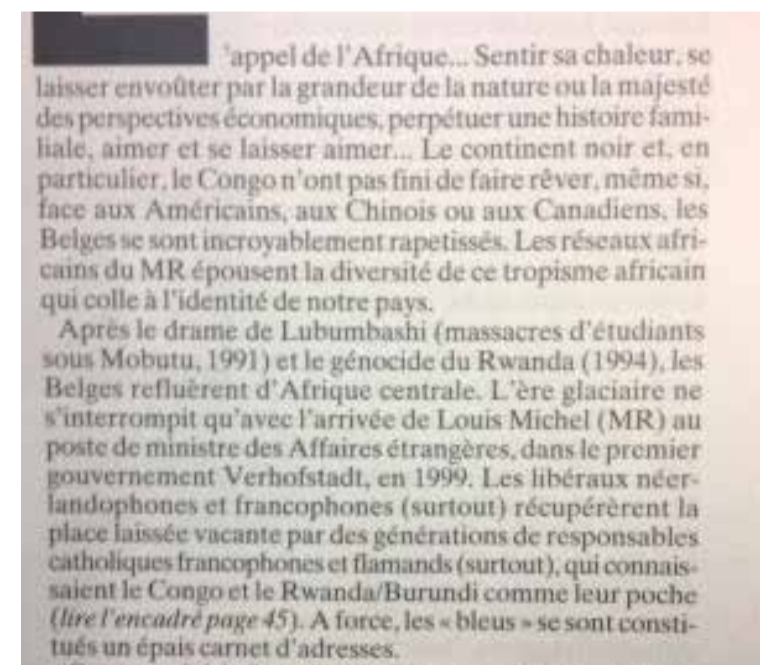 'appel de l'Afrique... Sentir sa chaleur, se
laisser envoûter par la grandeur de la nature ou la majesté
des perspectives économiques, perpétuer une histoire fami-
liale, aimer et se laisser aimer... Le continent noir et, en
particulier, le Congo n'ont pas fini de faire rêver, même si,
face aux Américains, aux Chinois ou aux Canadiens, les
Belges se sont incroyablement rapetissés. Les réseaux afri-
cains du MR épousent la diversité de ce tropisme africain
qui colle à l'identité de notre pays.
Après le drame de Lubumbashi (massacres d'étudiants
sous Mobutu, 1991) et le génocide du Rwanda (1994), les
Belges refluèrent d'Afrique centrale. L'ère glaciaire ne
s'interrompit qu'avec l'arrivée de Louis Michel (MR) au
poste de ministre des Affaires étrangères, dans le premier
gouvernement Verhofstadt, en 1999. Les libéraux néer-
landophones et francophones (surtout) récupérèrent la
place laissée vacante par des générations de responsables
catholiques francophones et flamands (surtout), qui connais-
saient le Congo et le Rwanda/Burundi comme leur poche
(lire l'encadré page 45). A force, les « bleus » se sont consti-
tués un épais carnet d'adresses.